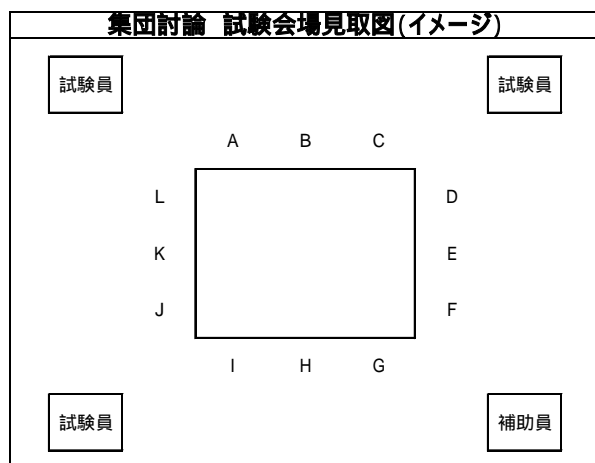 集団討論 試験会場見取図(イメージ)
試験員 試験員
A B C
L D
K E
J F
I H G
試験員 補助員